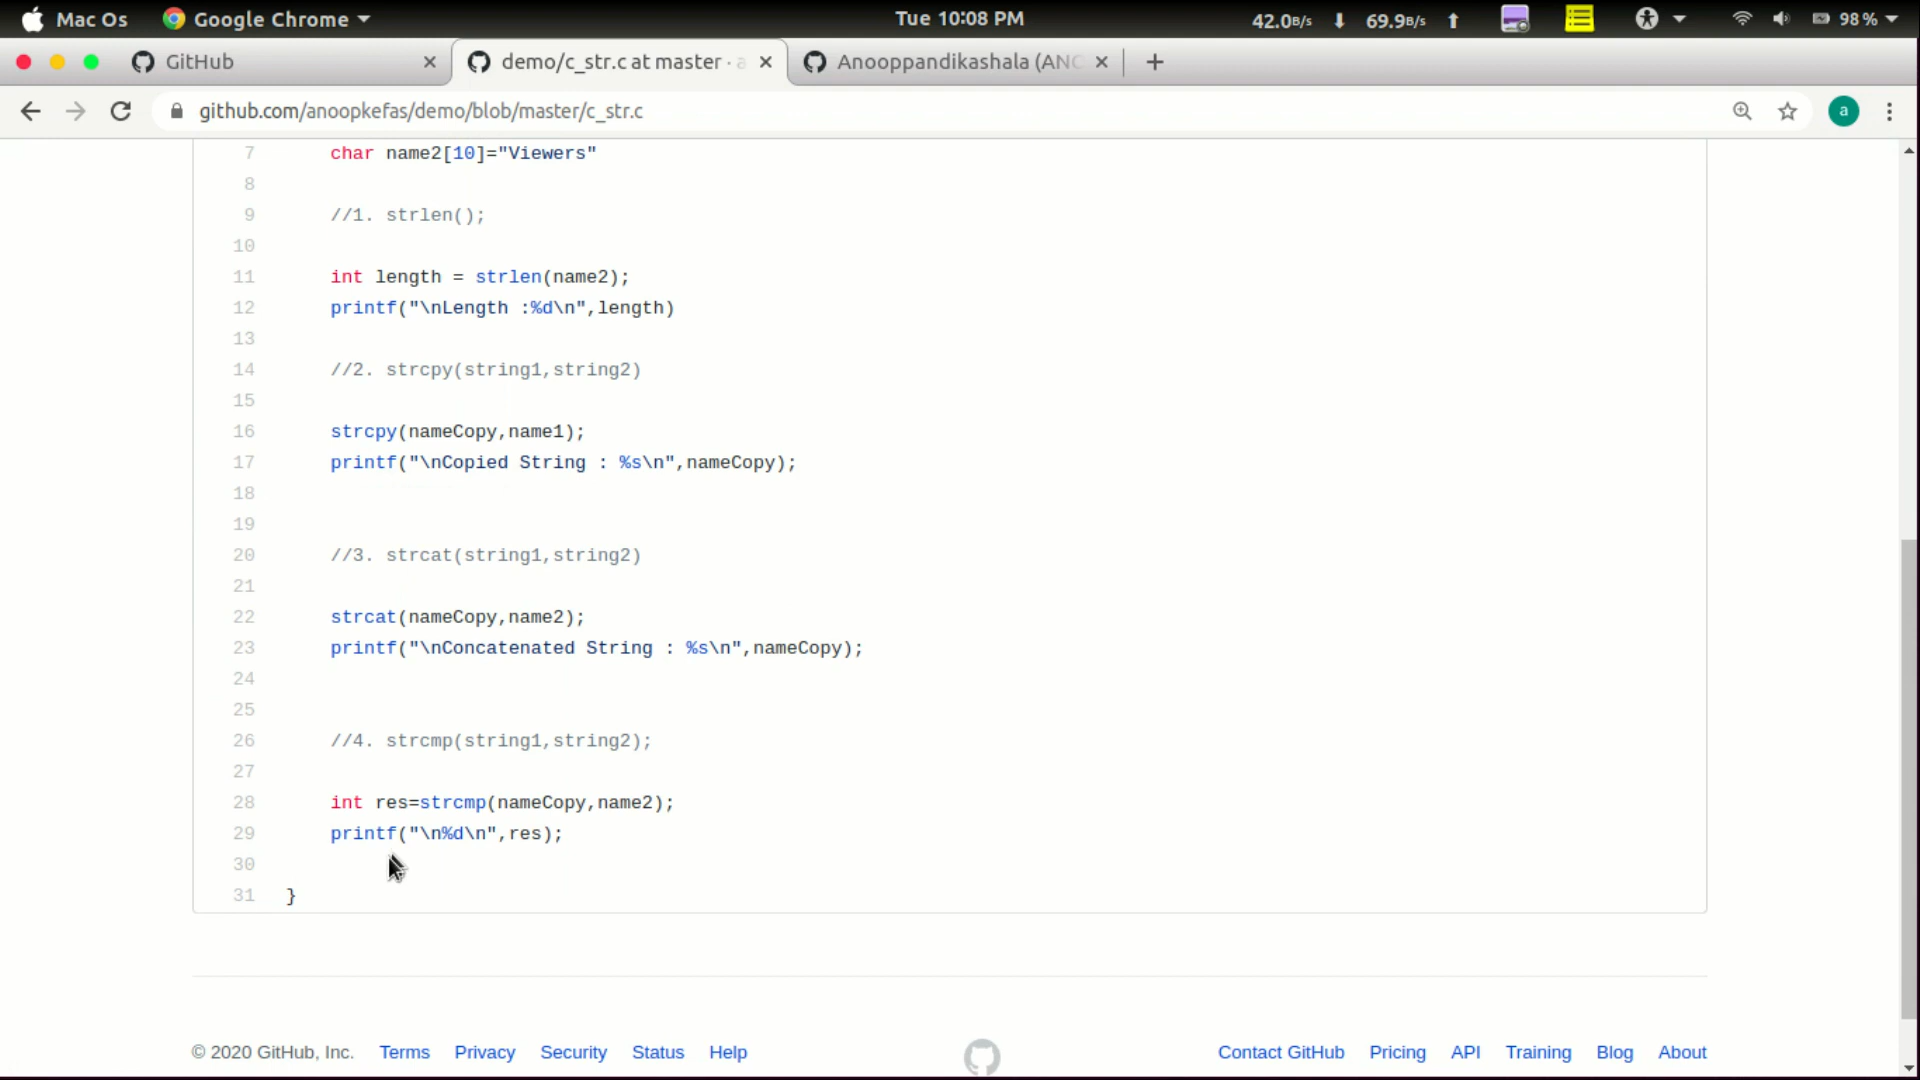 Mac Os Google Chrome Tue 10:08 PM 42.0B/s 69.9B/s 98 %
GitHub demo/c_str.c at master · a Anooppandikashala (ANO
github.com/anoopkefas/demo/blob/master/c_str.c a
7 char name2[10]="Viewers"
8
9 //1. strlen();
10
11 int length = strlen(name2);
12 printf("\nLength :%d\n",length)
13
14 //2. strcpy(string1,string2)
15
16 strcpy(nameCopy,name1);
17 printf("\nCopied String : %s\n",nameCopy);
18
19
20 //3. strcat(string1,string2)
21
22 strcat(nameCopy,name2);
23 printf("\nConcatenated String : %s\n",nameCopy);
24
25
26 //4. strcmp(string1,string2);
27
28 int res=strcmp(nameCopy,name2);
29 printf("\n%d\n",res);
30
31 }
© 2020 GitHub, Inc. Terms Privacy Security Status Help Contact GitHub Pricing API Training Blog About